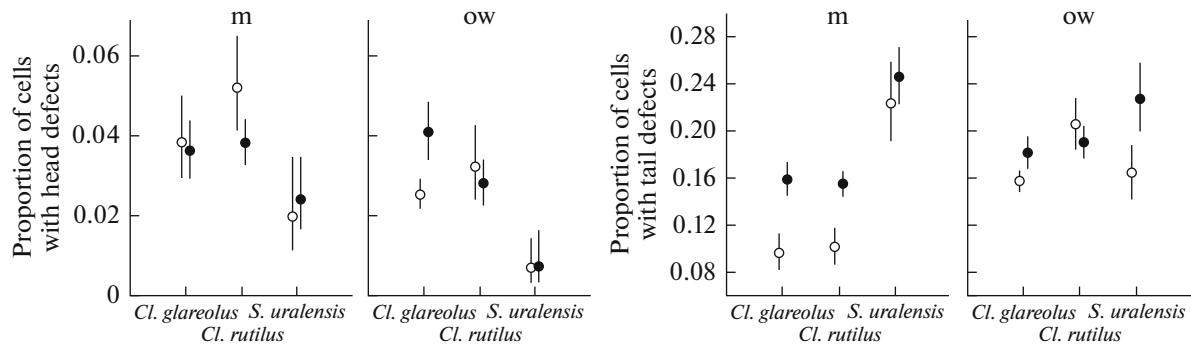 m
ow
Proportion of cells
with head defects
0.06
0.04
0.02
0
Cl. glareolus S. uralensis
Cl. rutilus
Cl. glareolus S. uralensis
Cl. rutilus
m
ow
Proportion of cells
with tail defects
0.28
0.24
0.20
0.16
0.12
0.08
Cl. glareolus S. uralensis
Cl. rutilus
Cl. glareolus S. uralensis
Cl. rutilus